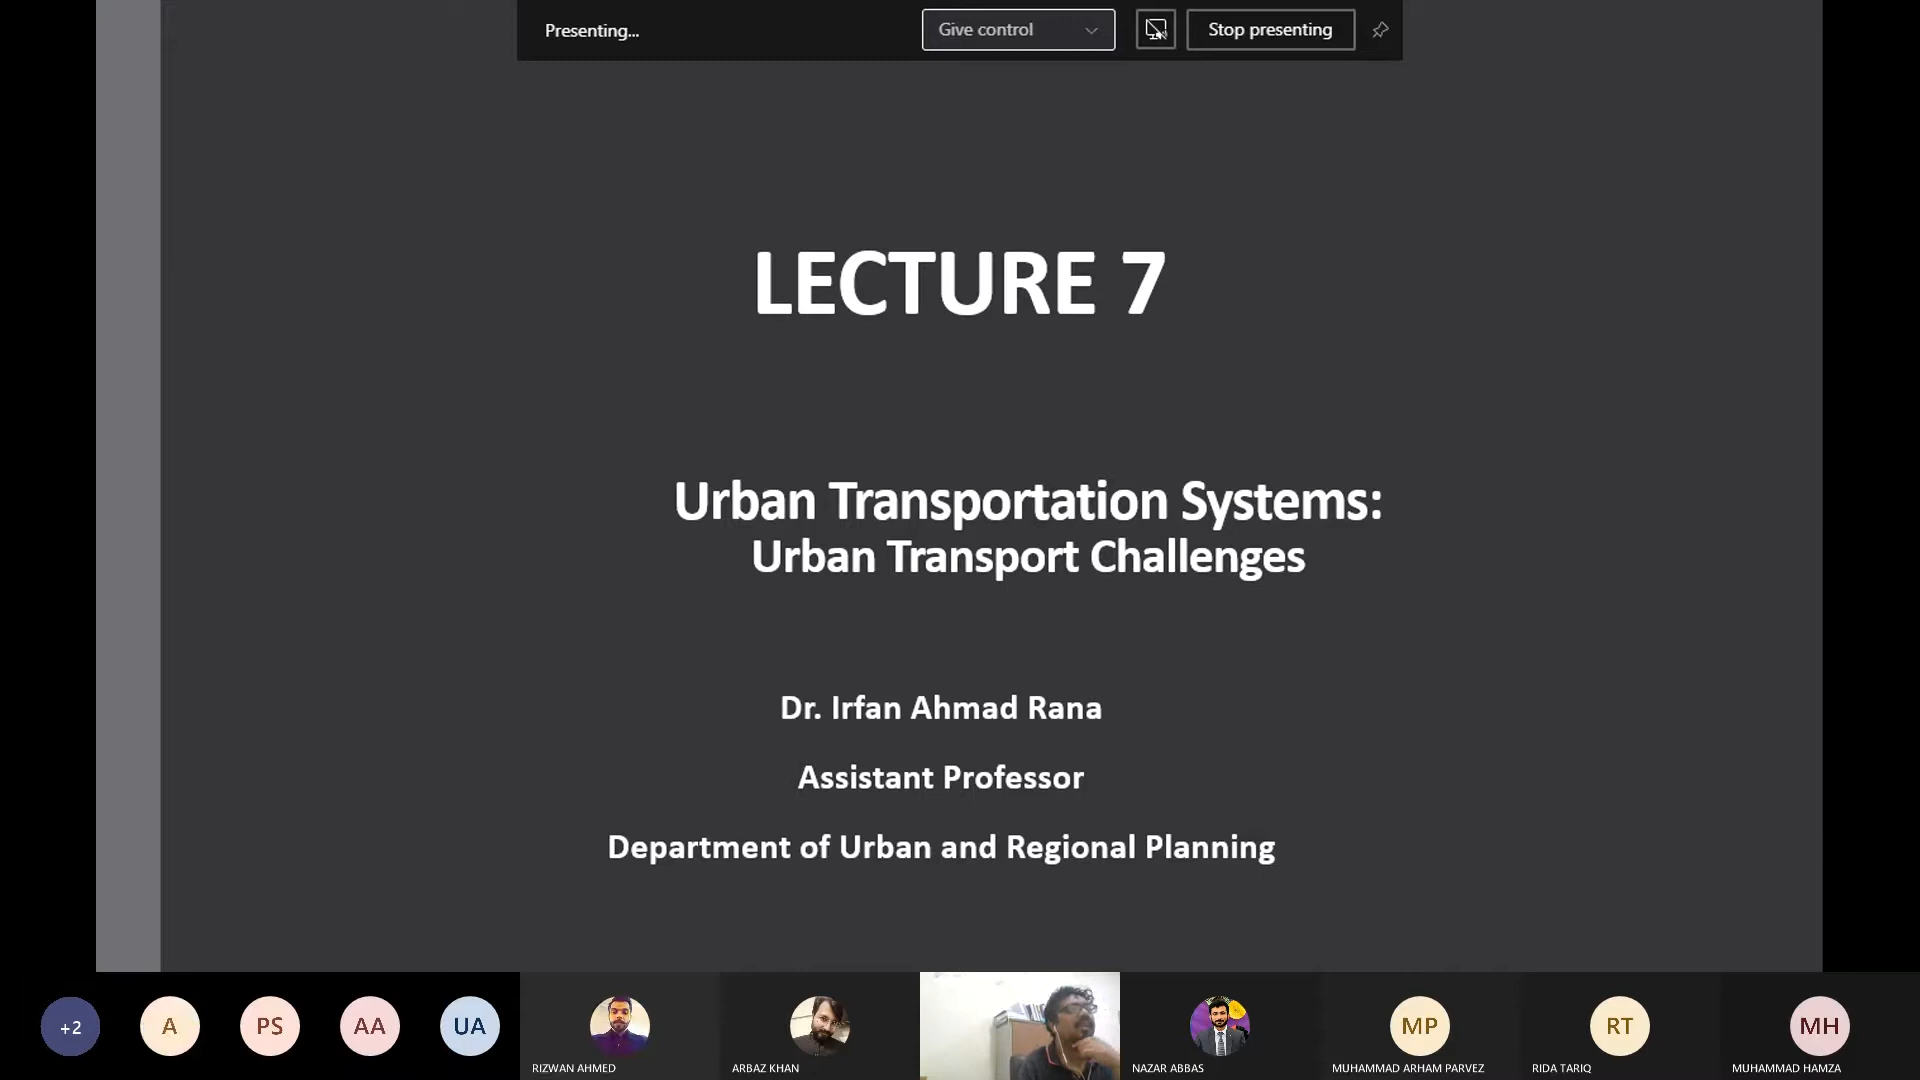 Presenting...
Give control
Stop presenting
LECTURE 7
Urban Transportation Systems:
Urban Transport Challenges
Dr. Irfan Ahmad Rana
Assistant Professor
Department of Urban and Regional Planning
+2
A
PS
AA
UA
RIZWAN AHMED
ARBAZ KHAN
NAZAR ABBAS
MP
MUHAMMAD ARHAM PARVEZ
RT
RIDA TARIQ
MH
MUHAMMAD HAMZA